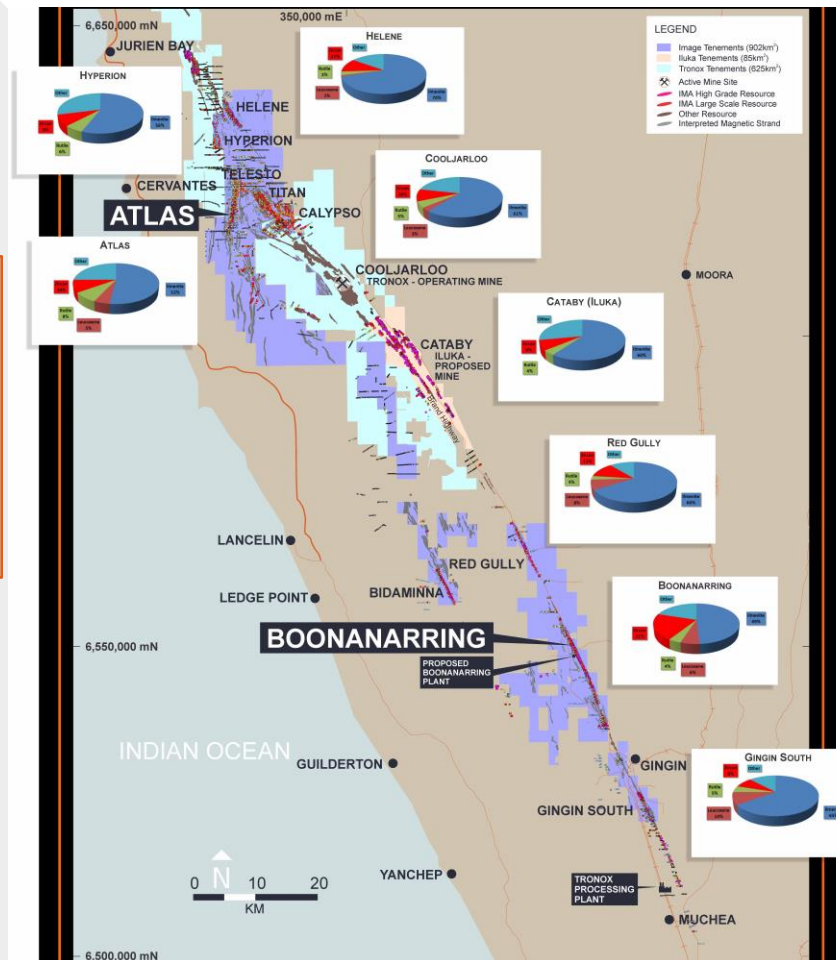 6,650,000 mN
350,000 mE
JURIEN BAY
HELENE
Other
LEGEND
Image Tenements (902km²)
Iluka Tenements (85km²)
Tronox Tenements (625km²)
Active Mine Site
IMA High Grade Resource
IMA Large Scale Resource
Other Resource
Interpreted Magnetic Strand
HYPERION
Other
Ilmenite
Rutile
HELENE
HYPERION
CERVANTES
TELESTO
TITAN
ATLAS
CALYPSO
COOLJARLOO
Other
Ilmenite
Rutile
Leucoxene
ATLAS
Other
Ilmenite
Rutile
Leucoxene
COOLJARLOO
TRONOX - OPERATING MINE
MOORA
CATABY
ILUKA -
PROPOSED
MINE
Brand Highway
CATABY (ILUKA)
Other
Ilmenite
Rutile
RED GULLY
Other
Ilmenite
Rutile
Leucoxene
LANCELIN
RED GULLY
LEDGE POINT
BIDAMINNA
BOONANARRING
Other
Ilmenite
Rutile
Leucoxene
BOONANARRING
6,550,000 mN
PROPOSED
BOONANARRING
PLANT
INDIAN OCEAN
GUILDERTON
GINGIN
GINGIN SOUTH
Other
Rutile
Leucoxene
GINGIN SOUTH
N
0 10 20
KM
YANCHEP
TRONOX
PROCESSING
PLANT
MUCHEA
6,500,000 mN